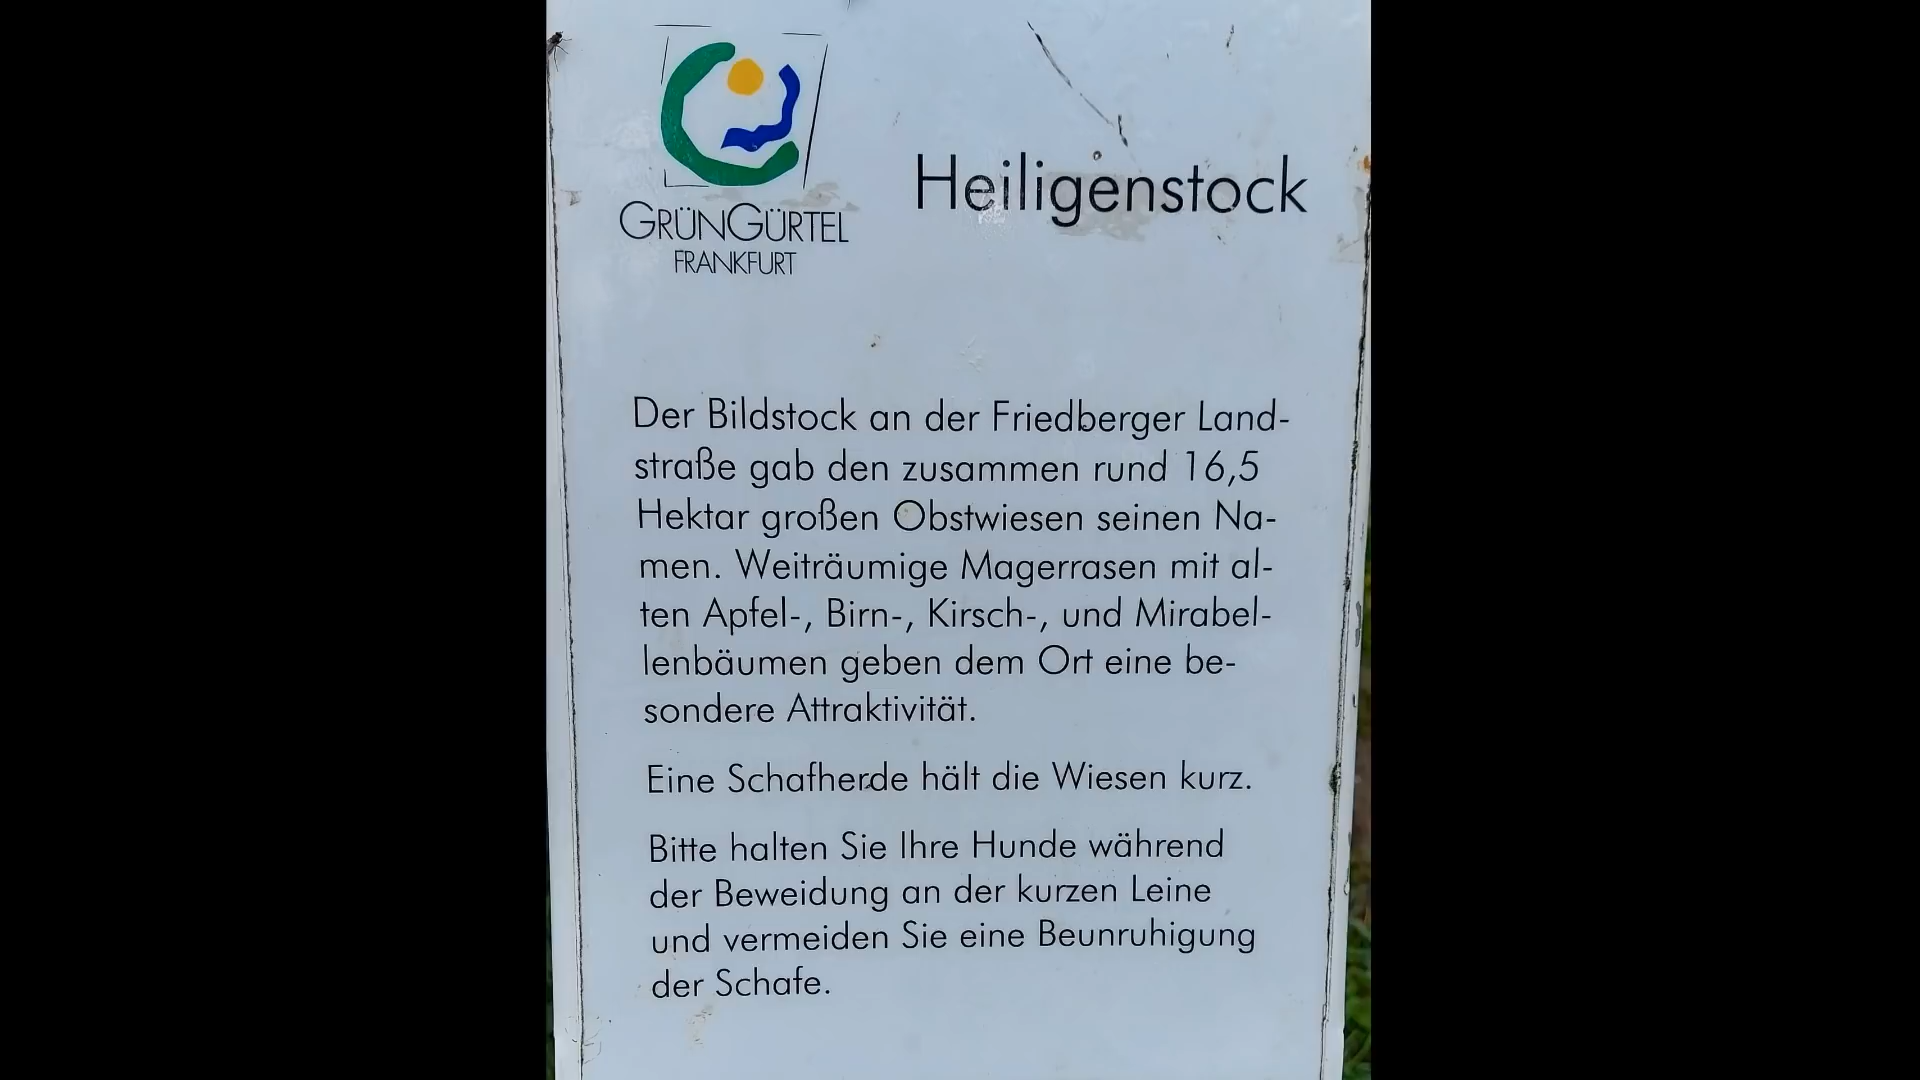 GRÜNGÜRTEL
FRANKFURT
Heiligenstock
Der Bildstock an der Friedberger Land-
straße gab den zusammen rund 16,5
Hektar großen Obstwiesen seinen Na-
men. Weiträumige Magerrasen mit al-
ten Apfel-, Birn-, Kirsch-, und Mirabel-
lenbäumen geben dem Ort eine be-
sondere Attraktivität.
Eine Schafherde hält die Wiesen kurz.
Bitte halten Sie Ihre Hunde während
der Beweidung an der kurzen Leine
und vermeiden Sie eine Beunruhigung
der Schafe.